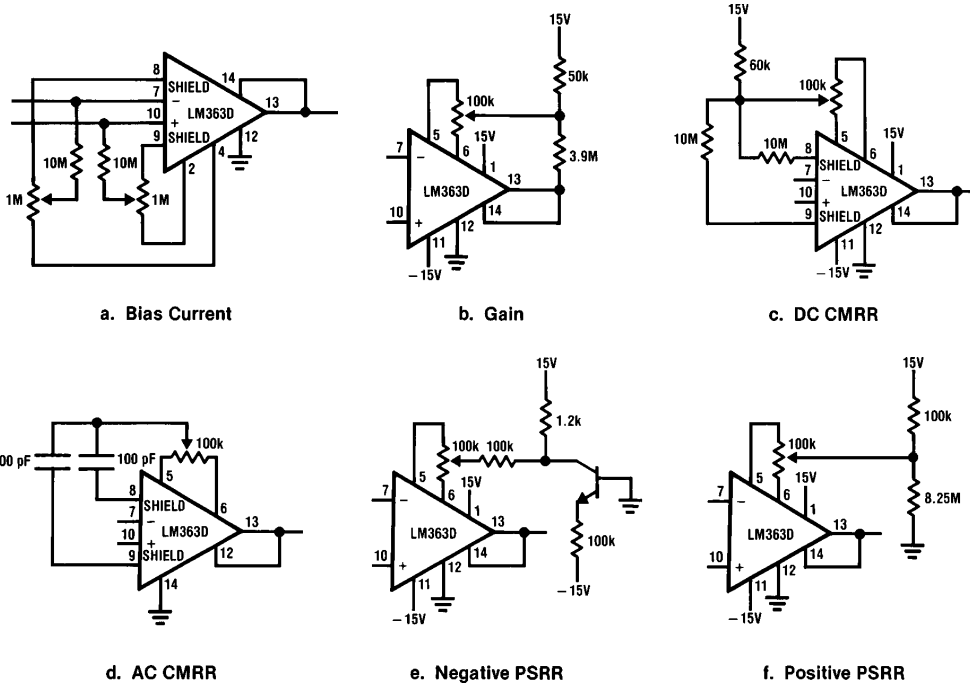 8
SHIELD
14
7
−
LM363D
13
10
+
9
SHIELD
12
4
2
10M
10M
1M
1M
a. Bias Current
15V
50k
100k
5
6
15V
1
3.9M
7
−
LM363D
13
14
10
+
12
11
−15V
b. Gain
15V
60k
100k
10M
10M
5
6
15V
1
8
SHIELD
7
−
LM363D
13
10
+
14
9
SHIELD
11
12
−15V
c. DC CMRR
100k
00 pF
100 pF
5
6
8
SHIELD
7
−
LM363D
13
10
+
12
9
SHIELD
14
d. AC CMRR
15V
1.2k
100k
100k
5
6
15V
1
7
−
LM363D
13
14
100k
10
+
12
11
−15V
−15V
e. Negative PSRR
15V
100k
100k
5
6
15V
1
8.25M
7
−
LM363D
13
14
10
+
12
11
−15V
f. Positive PSRR